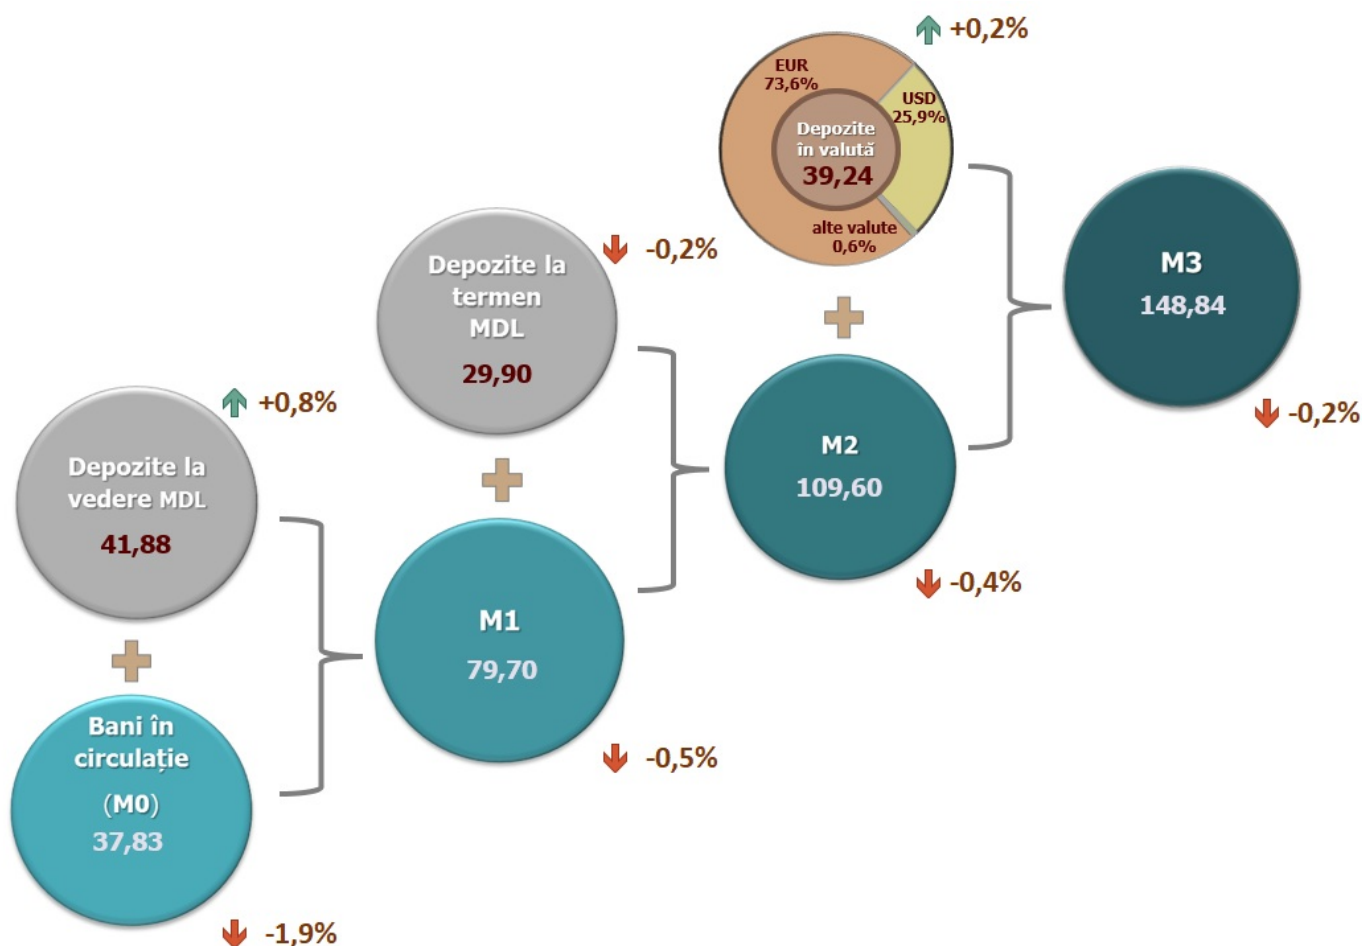 +0,2%
EUR
73,6%
USD
25,9%
Depozite
în valută
39,24
alte valute
0,6%
M3
148,84
-0,2%
Depozite la
termen
MDL
29,90
-0,2%
M2
109,60
-0,4%
Depozite la
vedere MDL
41,88
+0,8%
M1
79,70
-0,5%
Bani în
circulație
(M0)
37,83
-1,9%